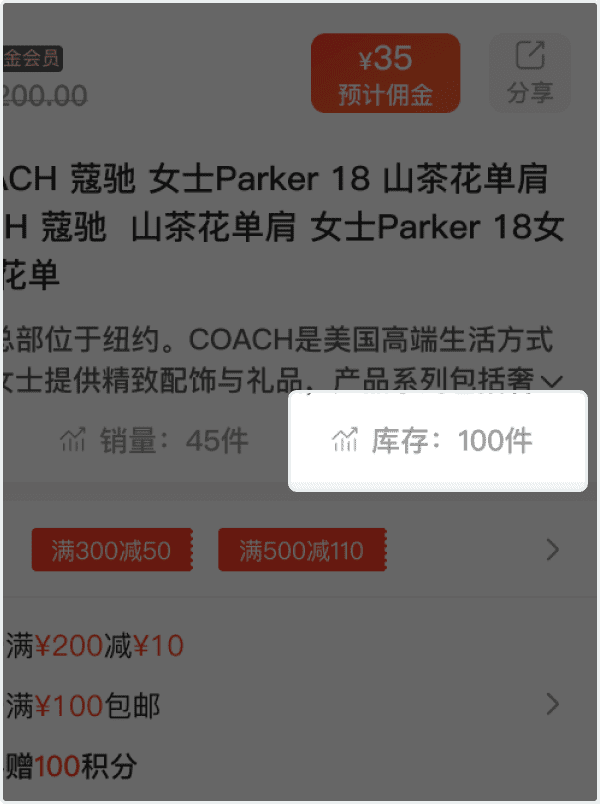 金会员
¥35
200.00
预计佣金
分享
ACH 蔻驰 女士Parker 18 山茶花单肩
H 蔻驰 山茶花单肩 女士Parker 18女
花单
总部位于纽约。COACH是美国高端生活方式
女士提供精致配饰与礼品，产品系列包括奢
销量：45件
库存：100件
满300减50
满500减110
满¥200减¥10
满¥100包邮
赠100积分